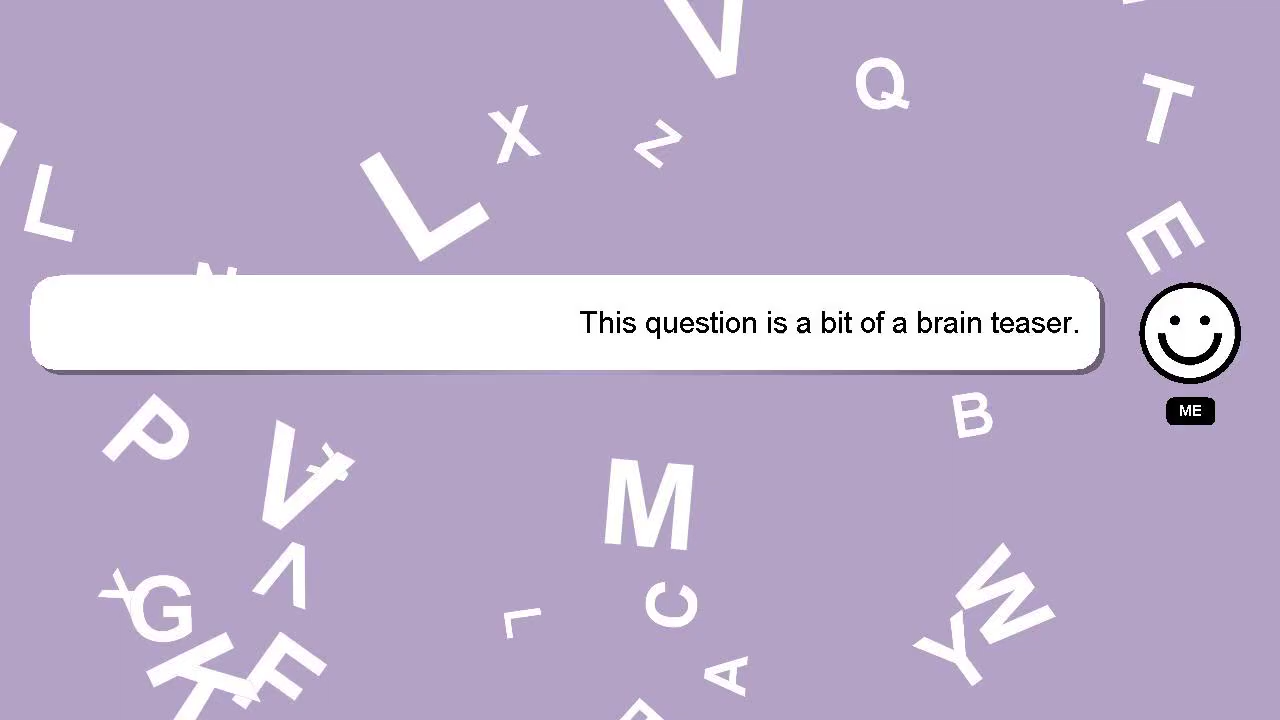 V
Q
T
X
Z
L
L
E
This question is a bit of a brain teaser.
ME
B
P
V
M
V
W
G
C
L
Y
K
F
A